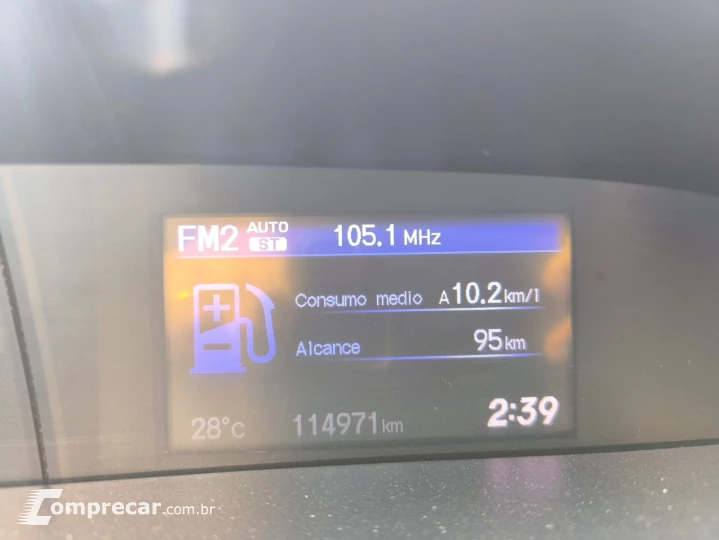 FM2 AUTO ST 105.1 MHz
Consumo medio A 10.2 km/l
Alcance 95 km
28°C 114971 km 2:39
Comprecar.com.br